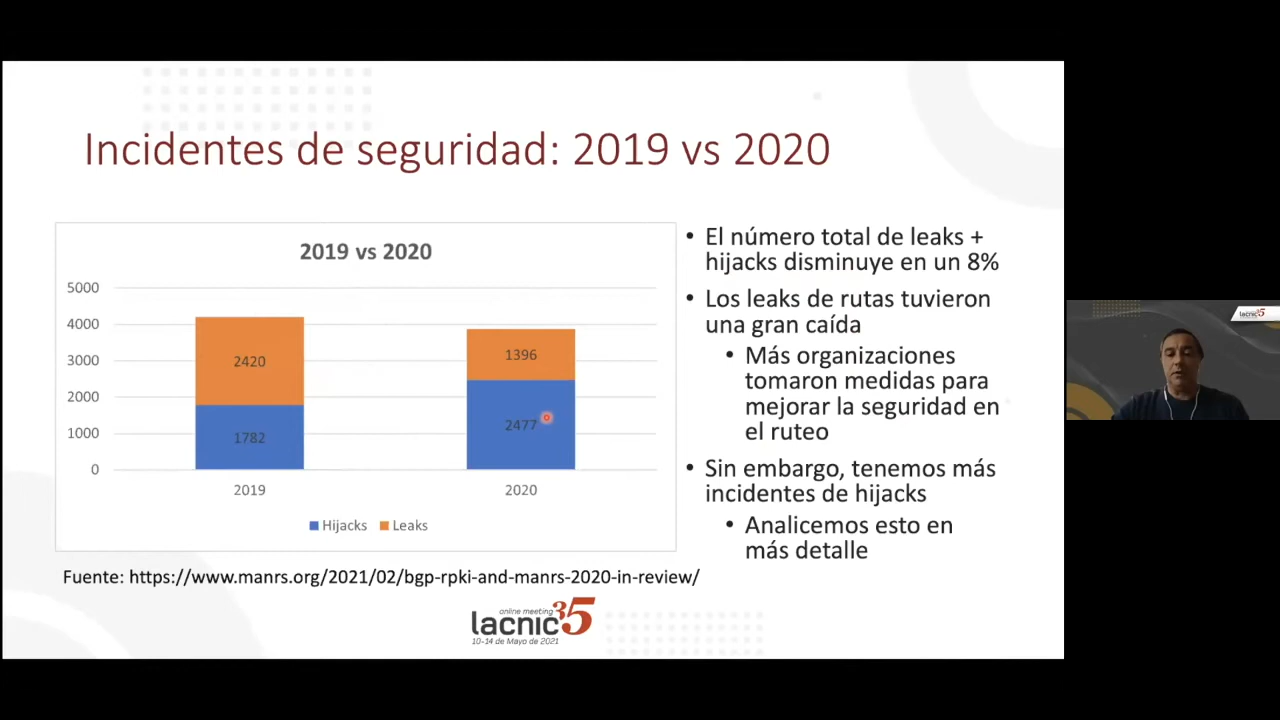 Incidentes de seguridad: 2019 vs 2020
2019 vs 2020
5000
4000
3000
2000
1000
0
2420
1782
1396
2477
2019
2020
Hijacks
Leaks
• El número total de leaks +
hijacks disminuye en un 8%
• Los leaks de rutas tuvieron
una gran caída
• Más organizaciones
tomaron medidas para
mejorar la seguridad en
el ruteo
• Sin embargo, tenemos más
incidentes de hijacks
• Analicemos esto en
más detalle
Fuente: https://www.manrs.org/2021/02/bgp-rpki-and-manrs-2020-in-review/
online meeting
lacnic 35
10-14 de Mayo de 2021
lacnic35